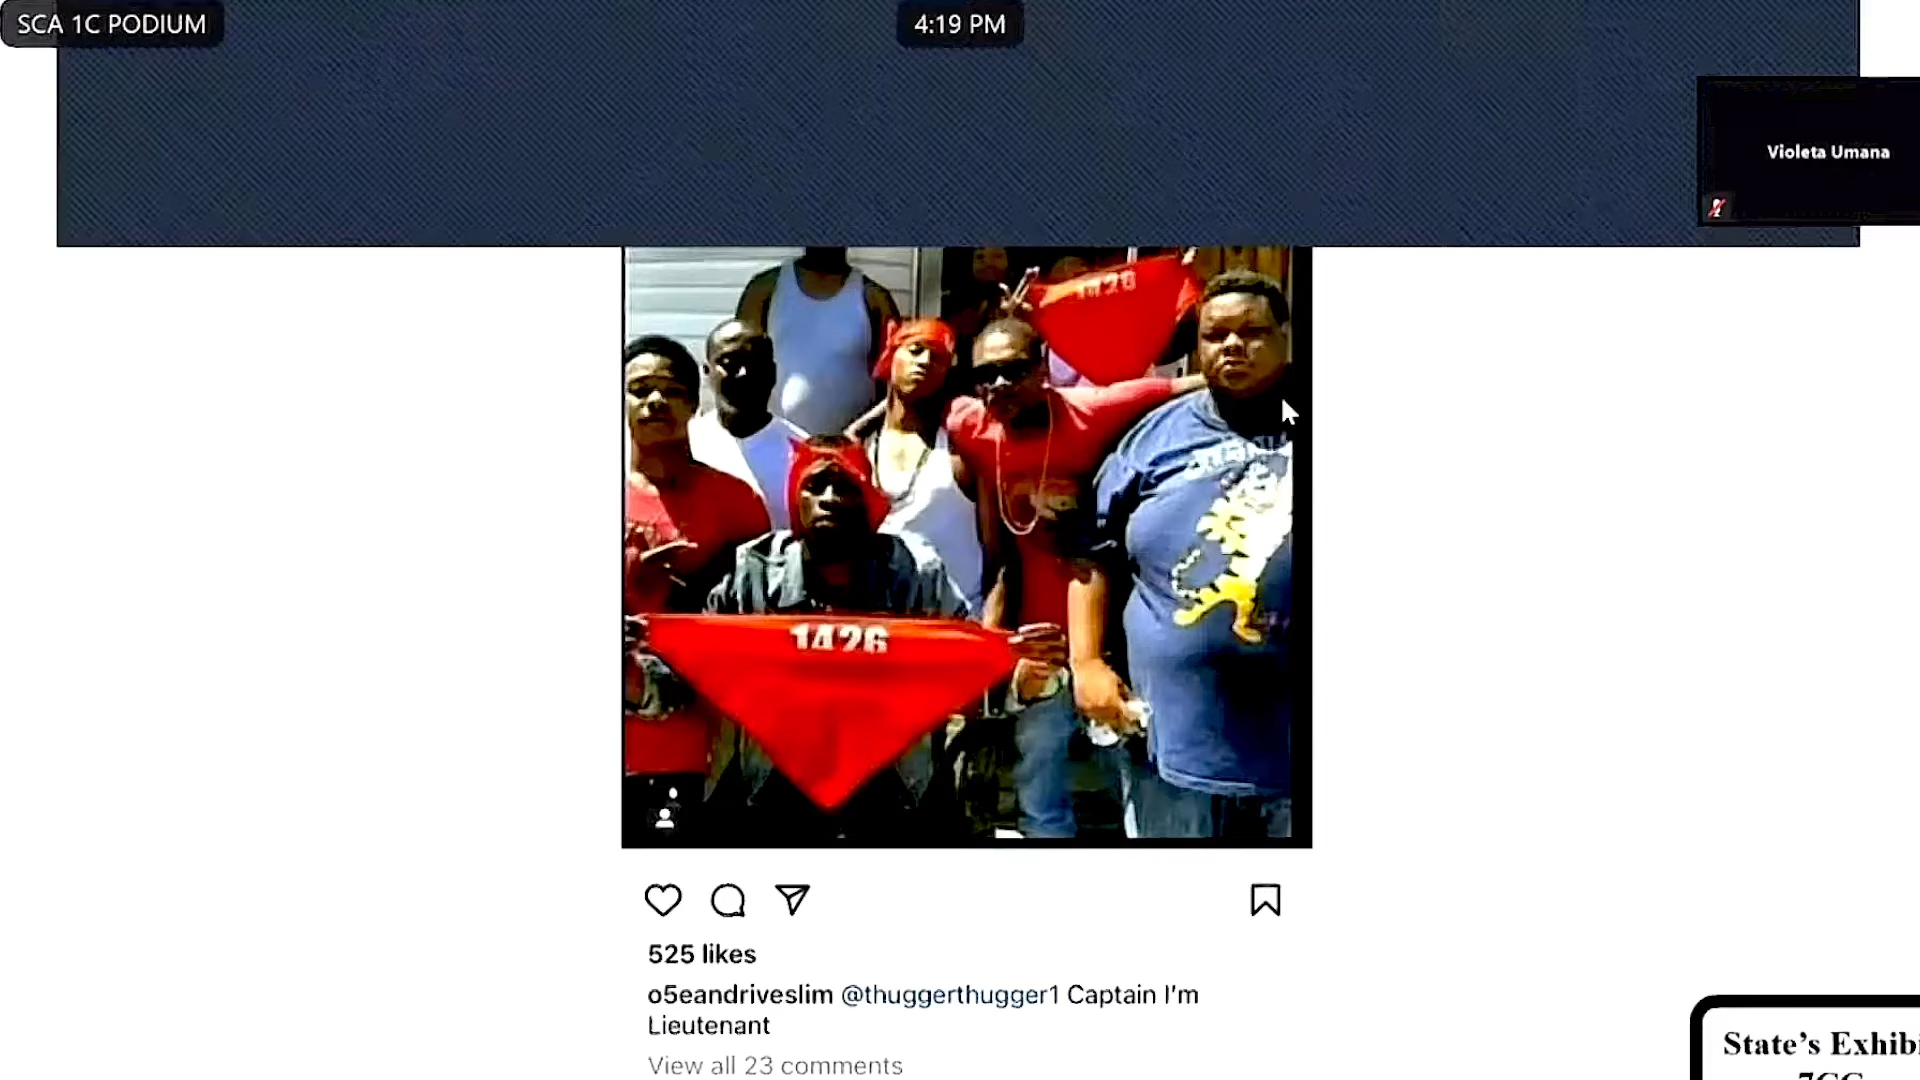 SCA 1C PODIUM
4:19 PM
Violeta Umana
1426
1426
525 likes
o5eandriveslim @thuggerthugger1 Captain I'm
Lieutenant
View all 23 comments
State's Exhibi